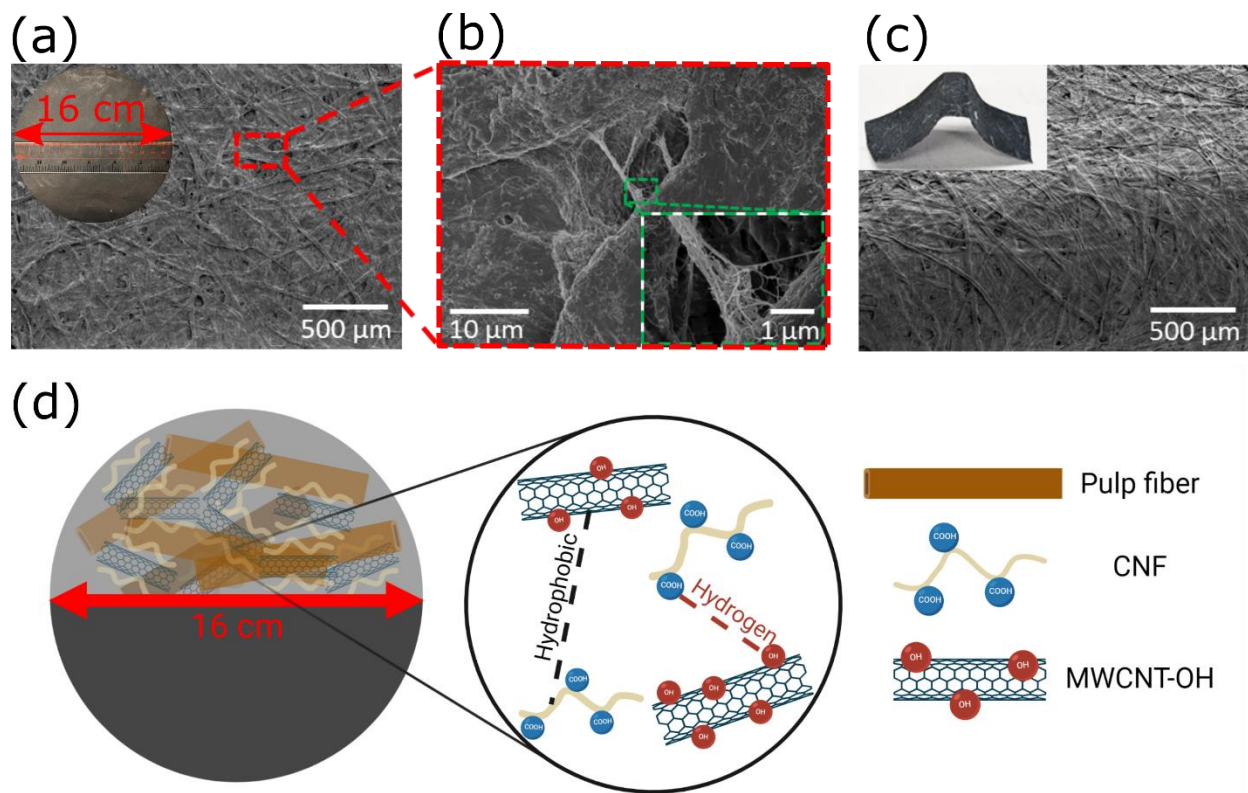 (a)
16 cm
500 µm
(b)
10 µm
1 µm
(c)
500 µm
(d)
16 cm
OH
OH
OH
COOH
COOH
COOH
Hydrophobic
Hydrogen
COOH
COOH
COOH
OH
OH
OH
OH
OH
OH
Pulp fiber
COOH
COOH
COOH
CNF
OH
OH
OH
MWCNT-OH